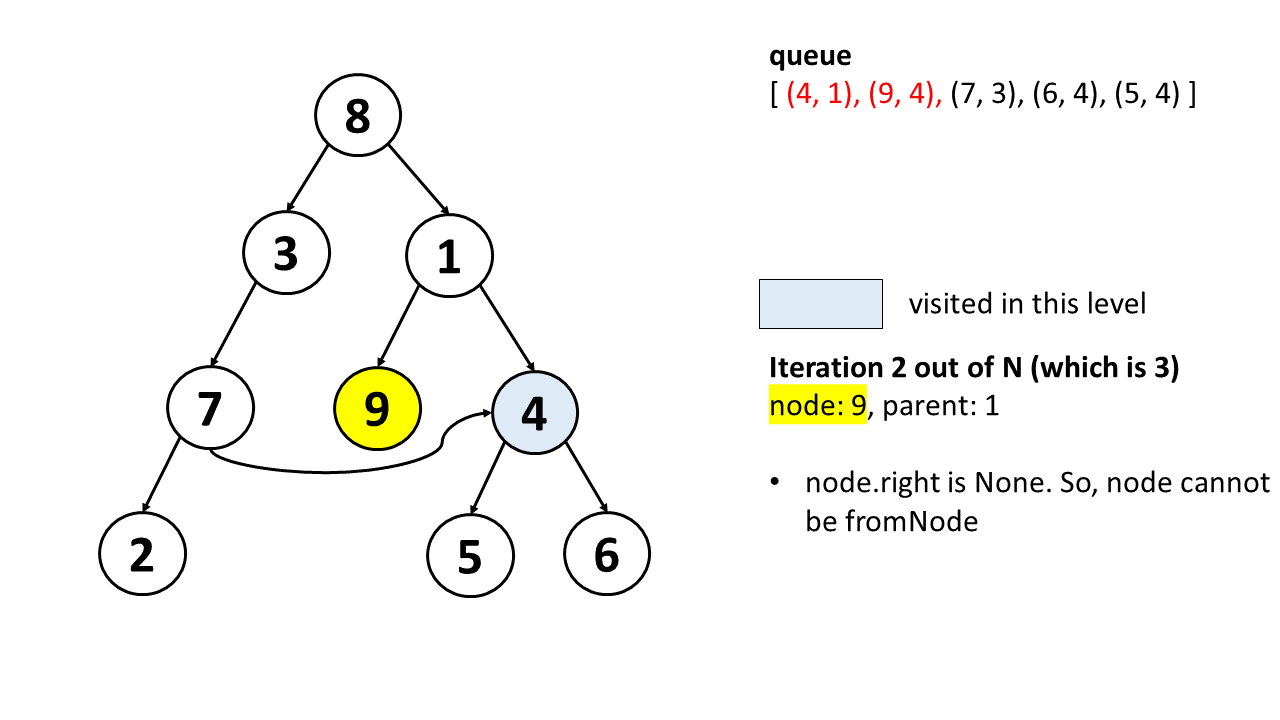 queue
[ (4, 1), (9, 4), (7, 3), (6, 4), (5, 4) ]
8
3
1
visited in this level
Iteration 2 out of N (which is 3)
node: 9, parent: 1
7
9
4
node.right is None. So, node cannot
be fromNode
2
5
6